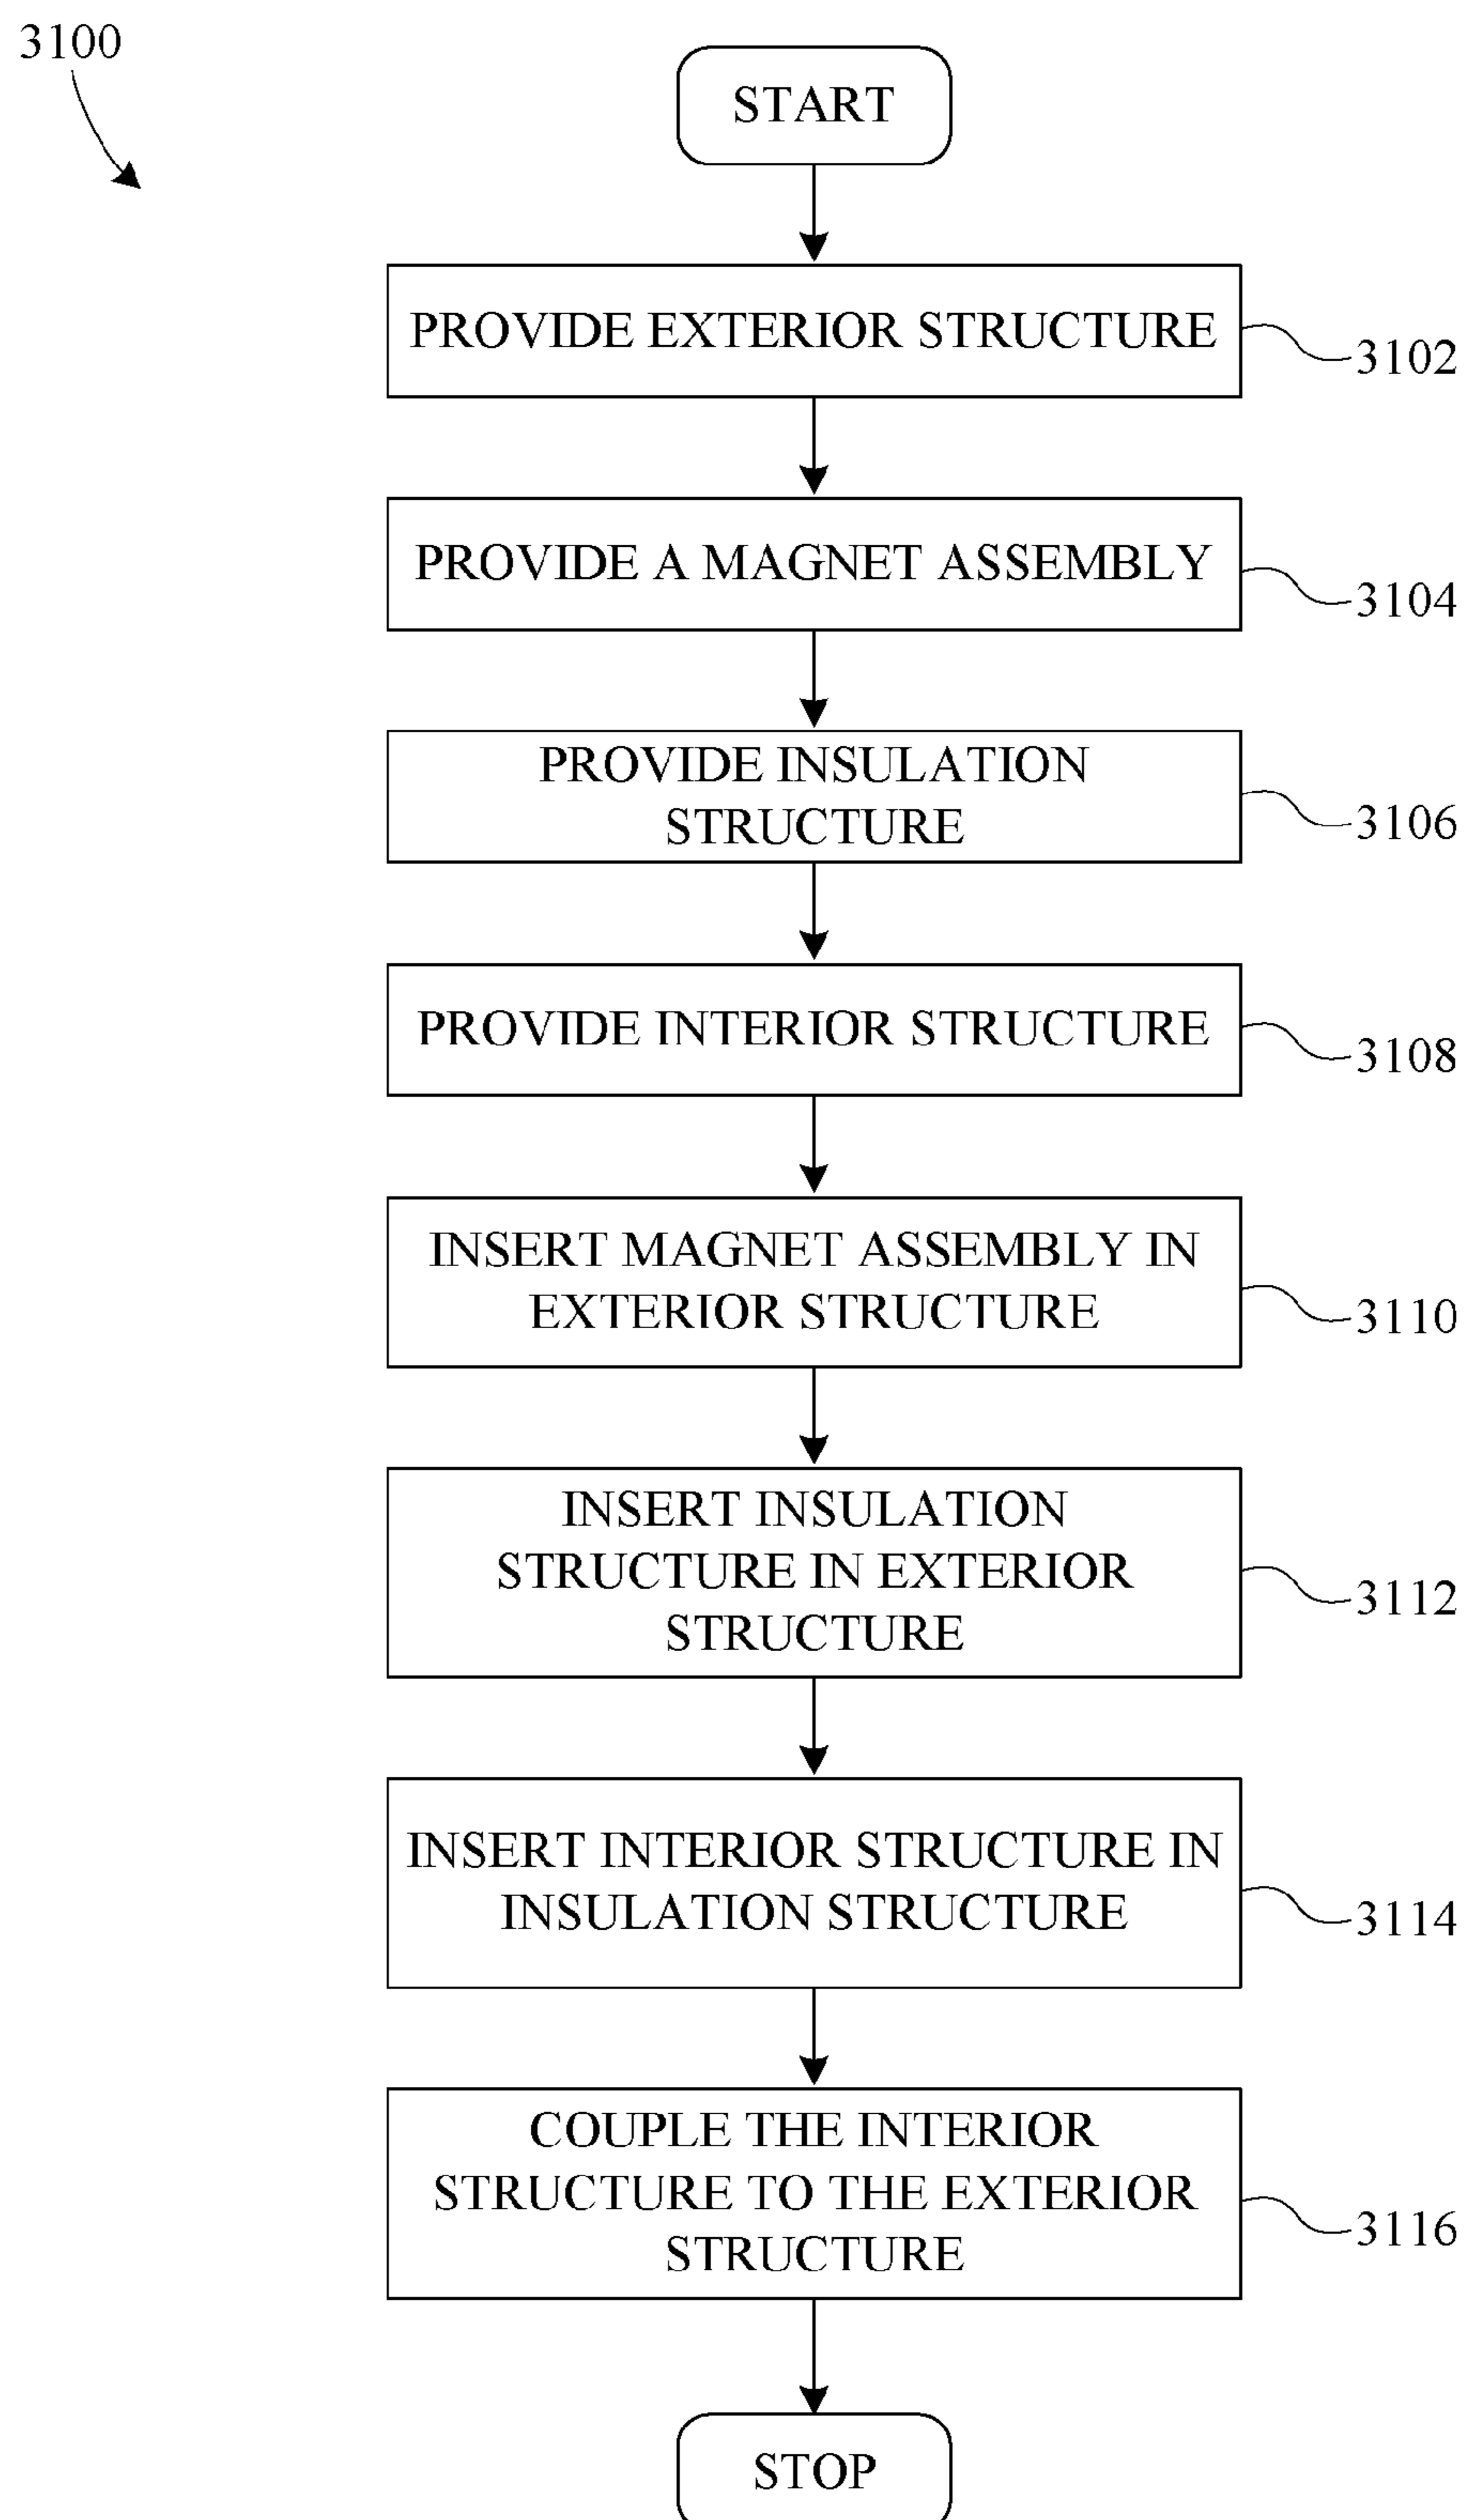 3100
START
PROVIDE EXTERIOR STRUCTURE
3102
PROVIDE A MAGNET ASSEMBLY
3104
PROVIDE INSULATION
STRUCTURE
3106
PROVIDE INTERIOR STRUCTURE
3108
INSERT MAGNET ASSEMBLY IN
EXTERIOR STRUCTURE
3110
INSERT INSULATION
STRUCTURE IN EXTERIOR
STRUCTURE
3112
INSERT INTERIOR STRUCTURE IN
INSULATION STRUCTURE
3114
COUPLE THE INTERIOR
STRUCTURE TO THE EXTERIOR
STRUCTURE
3116
STOP